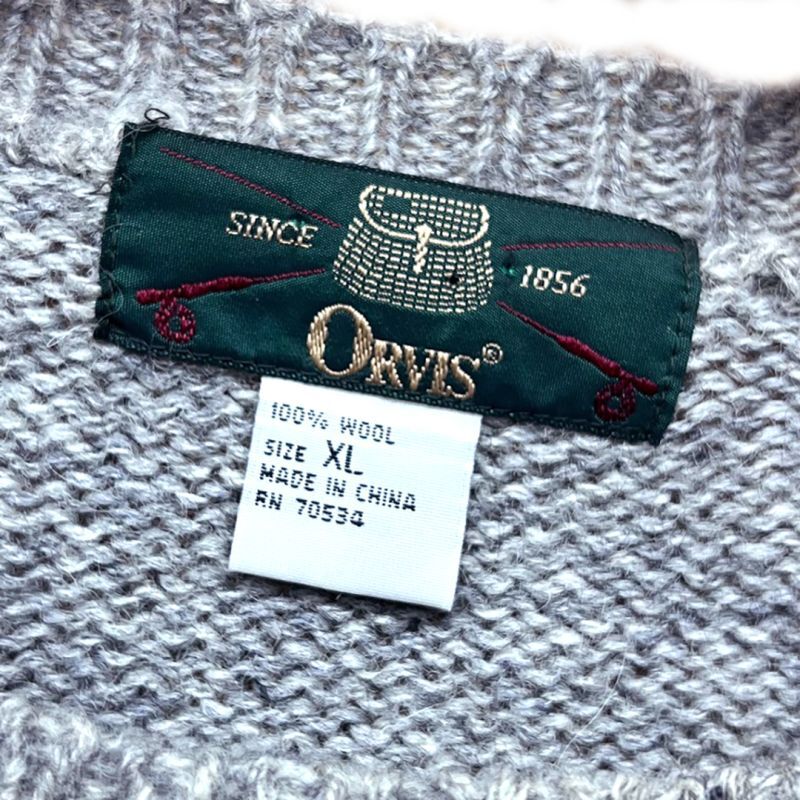 SINCE 1856
ORVIS®
100% WOOL
SIZE XL
MADE IN CHINA
RN 70534